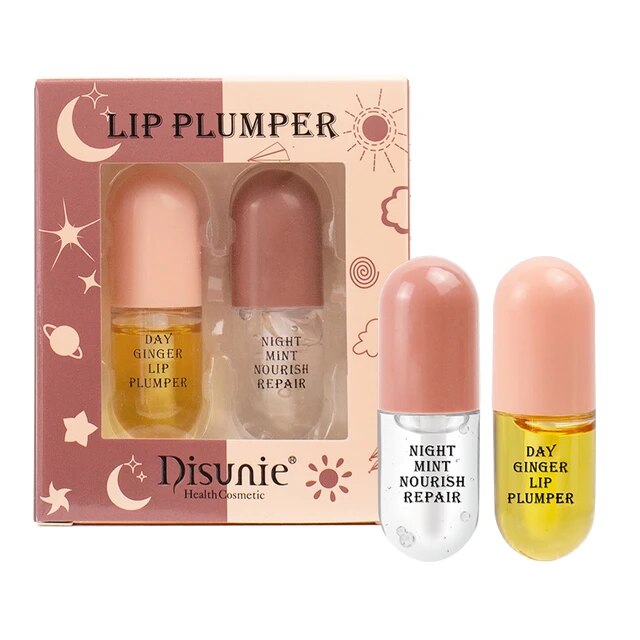 LIP PLUMPER
DAY
GINGER
LIP
PLUMPER
NIGHT
MINT
NOURISH
REPAIR
Disunie®
HealthCosmetic
NIGHT
MINT
NOURISH
REPAIR
DAY
GINGER
LIP
PLUMPER